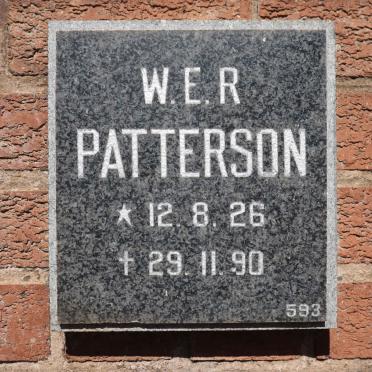 W.E.R
PATTERSON
★ 12. 8. 26
† 29. 11. 90
593